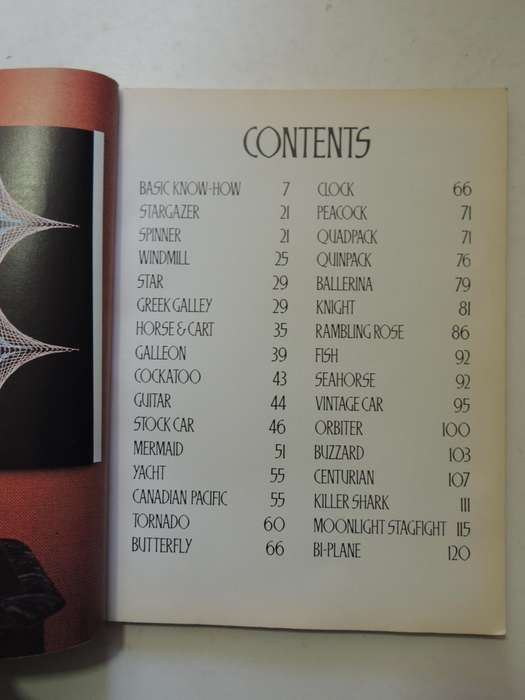 CONTENTS
BASIC KNOW-HOW 7
STARGAZER 21
SPINNER 21
WINDMILL 25
STAR 29
GREEK GALLEY 29
HORSE & CART 35
GALLEON 39
COCKATOO 43
GUITAR 44
STOCK CAR 46
MERMAID 51
YACHT 55
CANADIAN PACIFIC 55
TORNADO 60
BUTTERFLY 66
CLOCK 66
PEACOCK 71
QUADPACK 71
QUINPACK 76
BALLERINA 79
KNIGHT 81
RAMBLING ROSE 86
FISH 92
SEAHORSE 92
VINTAGE CAR 95
ORBITER 100
BUZZARD 103
CENTURIAN 107
KILLER SHARK 111
MOONLIGHT STAGFIGHT 115
BI-PLANE 120